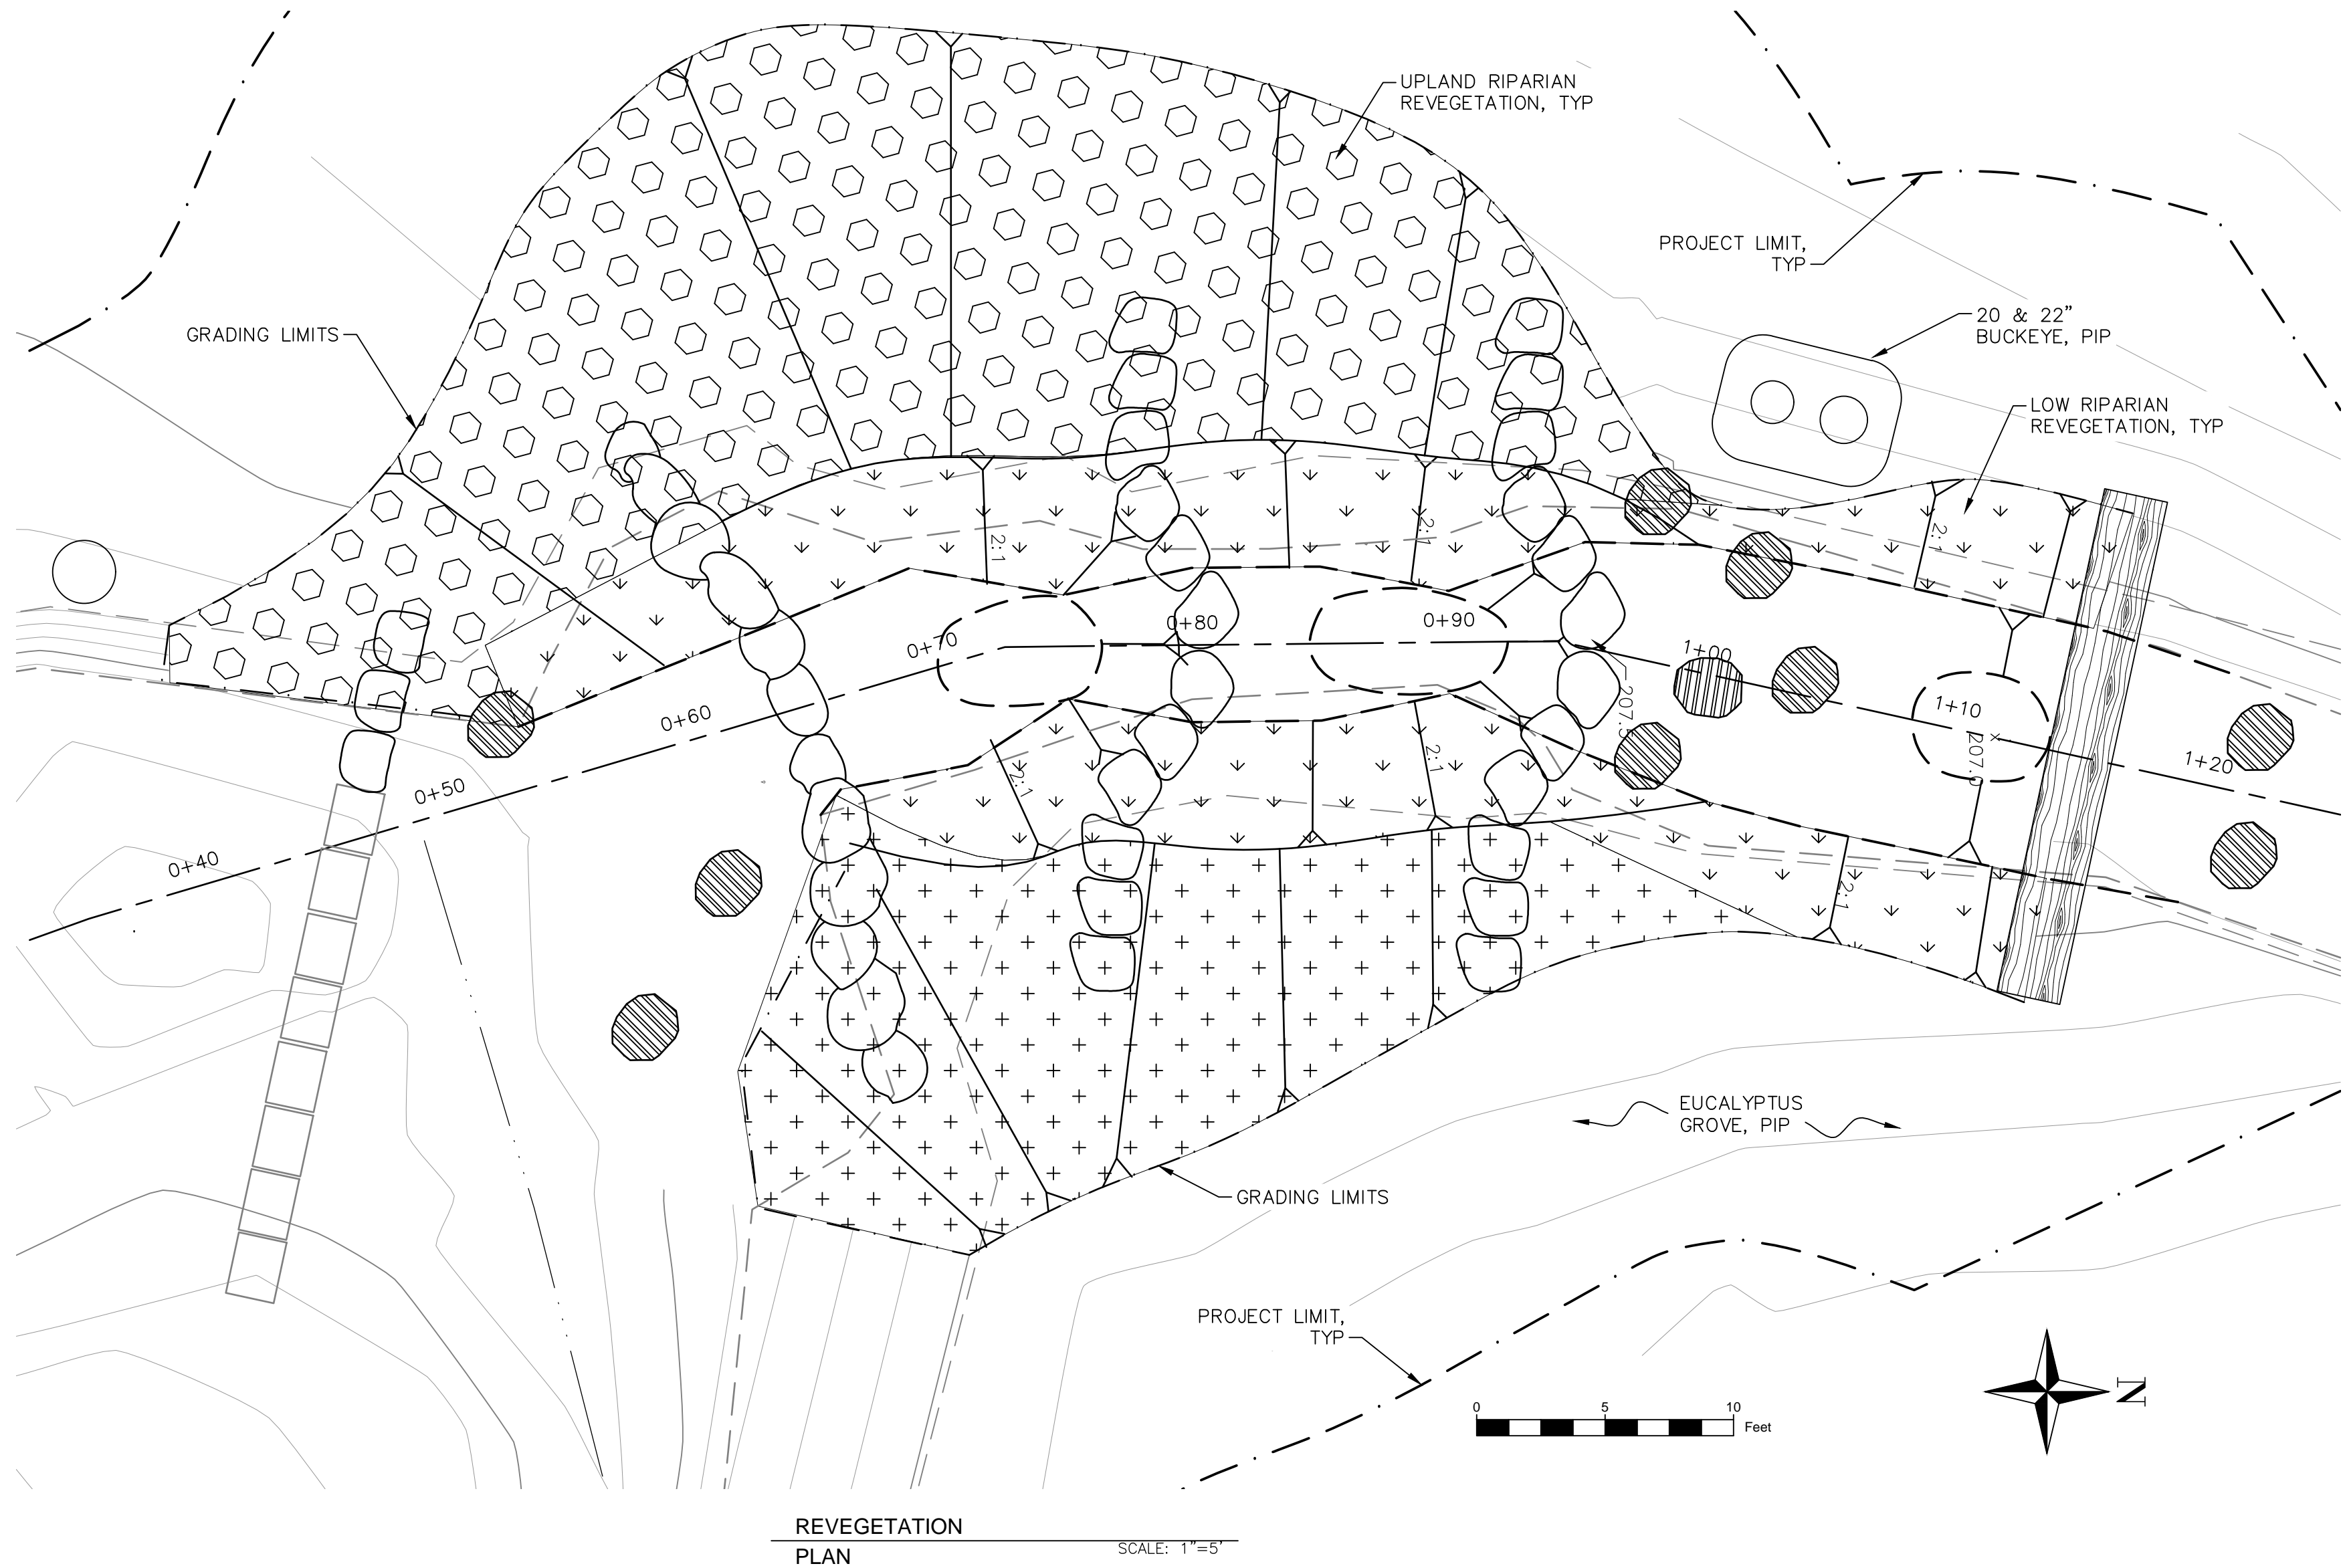 UPLAND RIPARIAN
REVEGETATION, TYP
PROJECT LIMIT,
TYP
GRADING LIMITS
20 & 22”
BUCKEYE, PIP
LOW RIPARIAN
REVEGETATION, TYP
2:1
2:1
2:1
0+40
0+50
0+60
0+70
0+80
0+90
1+00
1+10
1+20
207.5
2:1
2:1
2:1
EUCALYPTUS
GROVE, PIP
GRADING LIMITS
PROJECT LIMIT,
TYP
0 5 10
Feet
N
REVEGETATION
PLAN
SCALE: 1”=5’